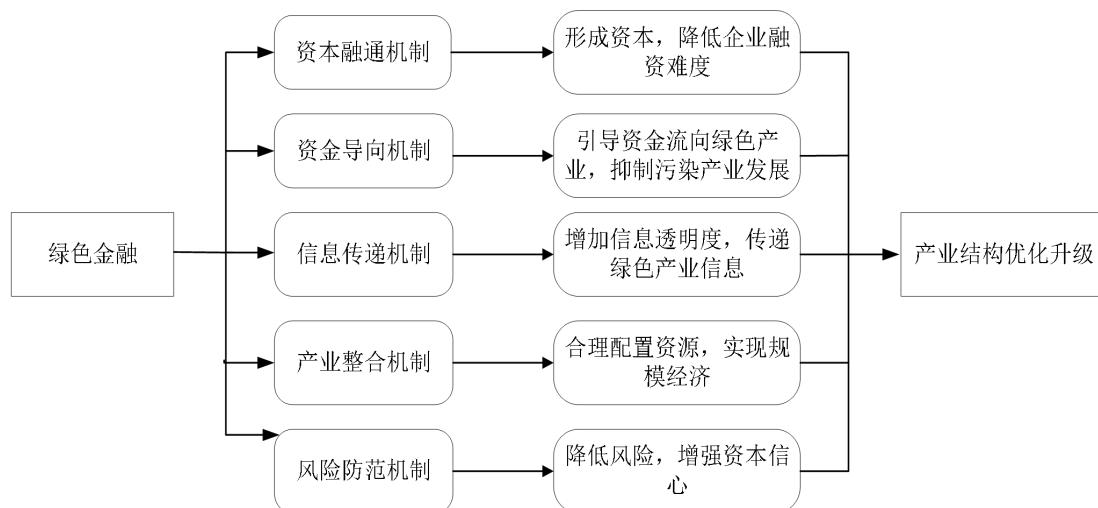 绿色金融
资本融通机制
形成资本，降低企业融
资难度
资金导向机制
引导资金流向绿色产
业，抑制污染产业发展
信息传递机制
增加信息透明度，传递
绿色产业信息
产业整合机制
合理配置资源，实现规
模经济
风险防范机制
降低风险，增强资本信
心
产业结构优化升级